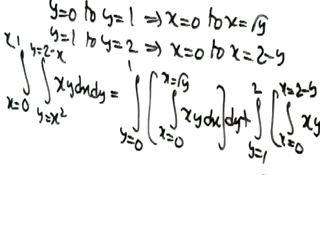 y=0 to y=1 ⇒ x=0 to x=√y
y=1 to y=2 ⇒ x=0 to x=2-y
∫_{x=0}^{x=1} ∫_{y=x²}^{y=2-x} xy dx dy = ∫_{y=0}^{1} [ ∫_{x=0}^{x=√y} xy dx ] dy + ∫_{y=1}^{2} [ ∫_{x=0}^{x=2-y} xy